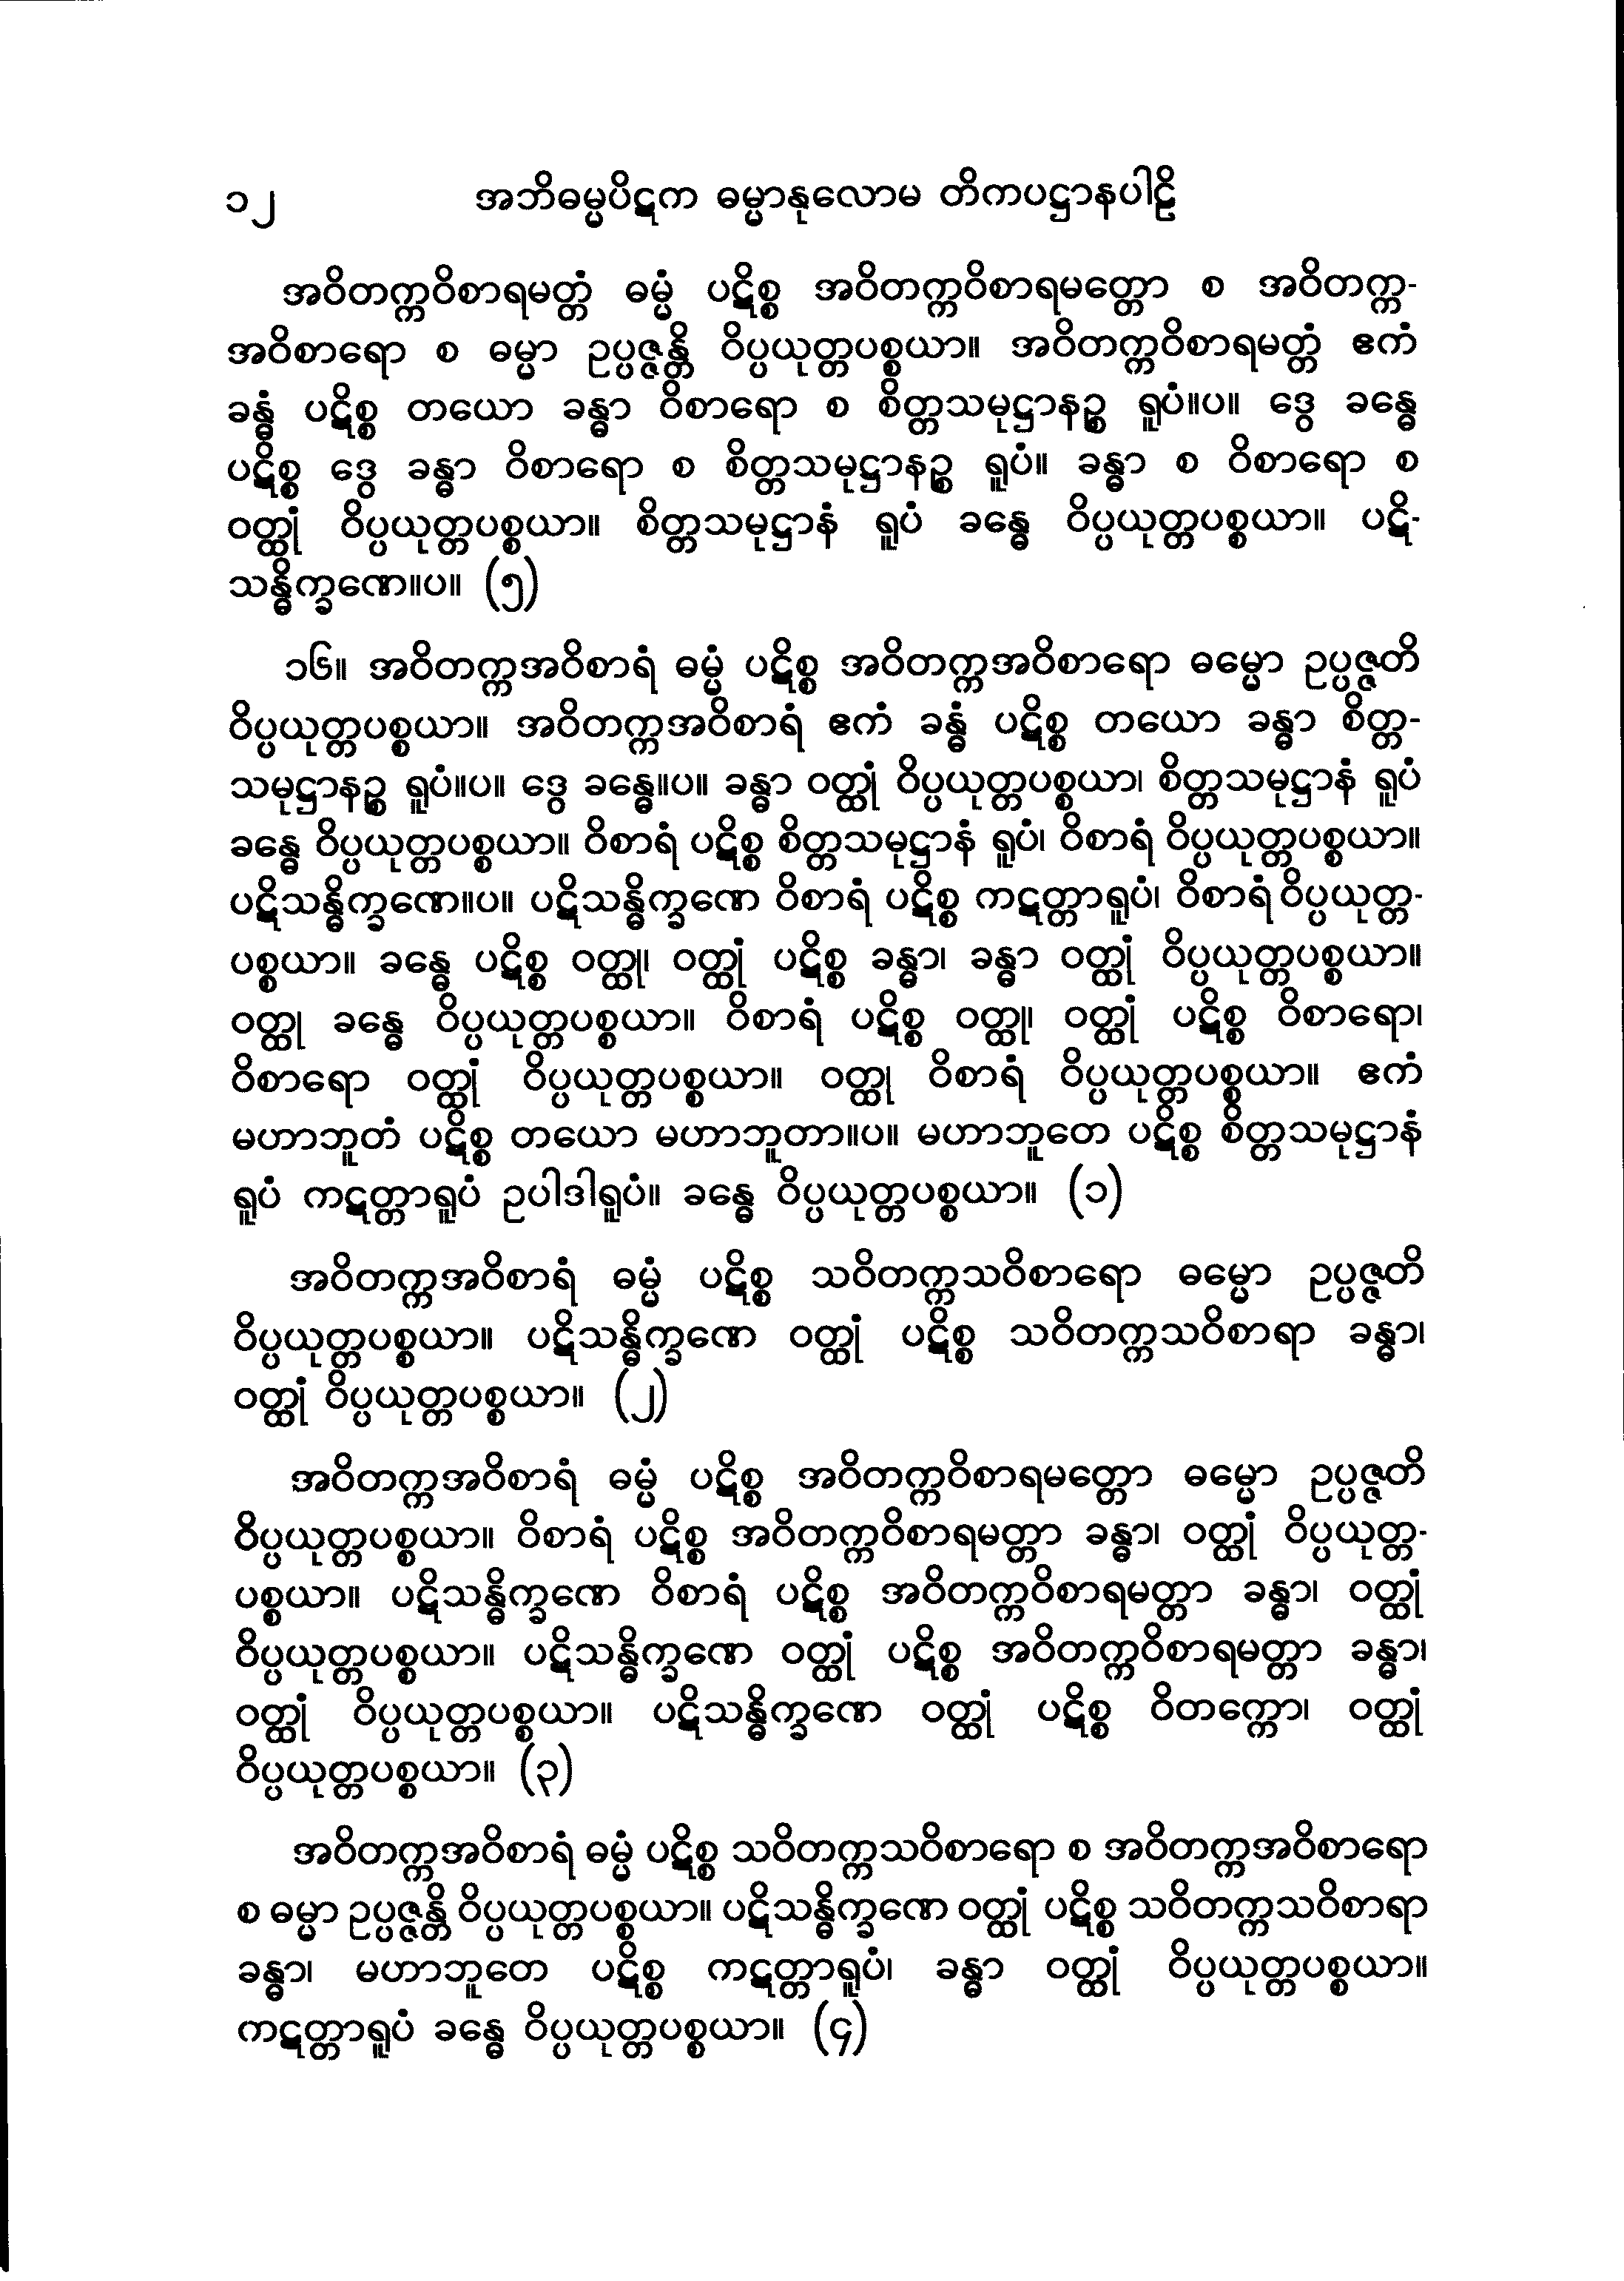 ၁၂ အဘိဓမ္မပိဋက ဓမ္မာနုလောမ တိကပဋ္ဌာနပါဠိ
အဝိတက္ကဝိစာရမတ္တံ ဓမ္မံ ပဋိစ္စ အဝိတက္ကဝိစာရမတ္တော စ အဝိတက္က-
အဝိစာရော စ ဓမ္မာ ဥပ္ပဇ္ဇန္တိ ဝိပ္ပယုတ္တပစ္စယာ။ အဝိတက္ကဝိစာရမတ္တံ ဧကံ
ခန္ဓံ ပဋိစ္စ တယော ခန္ဓာ ဝိစာရော စ စိတ္တသမုဋ္ဌာနဉ္စ ရူပံ။ပ။ ဒွေ ခန္ဓေ
ပဋိစ္စ ဒွေ ခန္ဓာ ဝိစာရော စ စိတ္တသမုဋ္ဌာနဉ္စ ရူပံ။ ခန္ဓာ စ ဝိစာရော စ
ဝတ္ထုံ ဝိပ္ပယုတ္တပစ္စယာ။ စိတ္တသမုဋ္ဌာနံ ရူပံ ခန္ဓေ ဝိပ္ပယုတ္တပစ္စယာ။ ပဋိ-
သန္ဓိက္ခဏေ။ပ။ (၅)
၁၆။ အဝိတက္ကအဝိစာရံ ဓမ္မံ ပဋိစ္စ အဝိတက္ကအဝိစာရော ဓမ္မော ဥပ္ပဇ္ဇတိ
ဝိပ္ပယုတ္တပစ္စယာ။ အဝိတက္ကအဝိစာရံ ဧကံ ခန္ဓံ ပဋိစ္စ တယော ခန္ဓာ စိတ္တ-
သမုဋ္ဌာနဉ္စ ရူပံ။ပ။ ဒွေ ခန္ဓေ။ပ။ ခန္ဓာ ဝတ္ထုံ ဝိပ္ပယုတ္တပစ္စယာ၊ စိတ္တသမုဋ္ဌာနံ ရူပံ
ခန္ဓေ ဝိပ္ပယုတ္တပစ္စယာ။ ဝိစာရံ ပဋိစ္စ စိတ္တသမုဋ္ဌာနံ ရူပံ၊ ဝိစာရံ ဝိပ္ပယုတ္တပစ္စယာ။
ပဋိသန္ဓိက္ခဏေ။ပ။ ပဋိသန္ဓိက္ခဏေ ဝိစာရံ ပဋိစ္စ ကဋတ္တာရူပံ၊ ဝိစာရံ ဝိပ္ပယုတ္တ-
ပစ္စယာ။ ခန္ဓေ ပဋိစ္စ ဝတ္ထု၊ ဝတ္ထုံ ပဋိစ္စ ခန္ဓာ၊ ခန္ဓာ ဝတ္ထုံ ဝိပ္ပယုတ္တပစ္စယာ။
ဝတ္ထု ခန္ဓေ ဝိပ္ပယုတ္တပစ္စယာ။ ဝိစာရံ ပဋိစ္စ ဝတ္ထု၊ ဝတ္ထုံ ပဋိစ္စ ဝိစာရော၊
ဝိစာရော ဝတ္ထုံ ဝိပ္ပယုတ္တပစ္စယာ။ ဝတ္ထု ဝိစာရံ ဝိပ္ပယုတ္တပစ္စယာ။ ဧကံ
မဟာဘူတံ ပဋိစ္စ တယော မဟာဘူတာ။ပ။ မဟာဘူတေ ပဋိစ္စ စိတ္တသမုဋ္ဌာနံ
ရူပံ ကဋတ္တာရူပံ ဥပါဒါရူပံ။ ခန္ဓေ ဝိပ္ပယုတ္တပစ္စယာ။ (၁)
အဝိတက္ကအဝိစာရံ ဓမ္မံ ပဋိစ္စ သဝိတက္ကသဝိစာရော ဓမ္မော ဥပ္ပဇ္ဇတိ
ဝိပ္ပယုတ္တပစ္စယာ။ ပဋိသန္ဓိက္ခဏေ ဝတ္ထုံ ပဋိစ္စ သဝိတက္ကသဝိစာရာ ခန္ဓာ၊
ဝတ္ထုံ ဝိပ္ပယုတ္တပစ္စယာ။ (၂)
အဝိတက္ကအဝိစာရံ ဓမ္မံ ပဋိစ္စ အဝိတက္ကဝိစာရမတ္တော ဓမ္မော ဥပ္ပဇ္ဇတိ
ဝိပ္ပယုတ္တပစ္စယာ။ ဝိစာရံ ပဋိစ္စ အဝိတက္ကဝိစာရမတ္တာ ခန္ဓာ၊ ဝတ္ထုံ ဝိပ္ပယုတ္တ-
ပစ္စယာ။ ပဋိသန္ဓိက္ခဏေ ဝိစာရံ ပဋိစ္စ အဝိတက္ကဝိစာရမတ္တာ ခန္ဓာ၊ ဝတ္ထုံ
ဝိပ္ပယုတ္တပစ္စယာ။ ပဋိသန္ဓိက္ခဏေ ဝတ္ထုံ ပဋိစ္စ အဝိတက္ကဝိစာရမတ္တာ ခန္ဓာ၊
ဝတ္ထုံ ဝိပ္ပယုတ္တပစ္စယာ။ ပဋိသန္ဓိက္ခဏေ ဝတ္ထုံ ပဋိစ္စ ဝိတက္ကော၊ ဝတ္ထုံ
ဝိပ္ပယုတ္တပစ္စယာ။ (၃)
အဝိတက္ကအဝိစာရံ ဓမ္မံ ပဋိစ္စ သဝိတက္ကသဝိစာရော စ အဝိတက္ကအဝိစာရော
စ ဓမ္မာ ဥပ္ပဇ္ဇန္တိ ဝိပ္ပယုတ္တပစ္စယာ။ ပဋိသန္ဓိက္ခဏေ ဝတ္ထုံ ပဋိစ္စ သဝိတက္ကသဝိစာရာ
ခန္ဓာ၊ မဟာဘူတေ ပဋိစ္စ ကဋတ္တာရူပံ၊ ခန္ဓာ ဝတ္ထုံ ဝိပ္ပယုတ္တပစ္စယာ။
ကဋတ္တာရူပံ ခန္ဓေ ဝိပ္ပယုတ္တပစ္စယာ။ (၄)